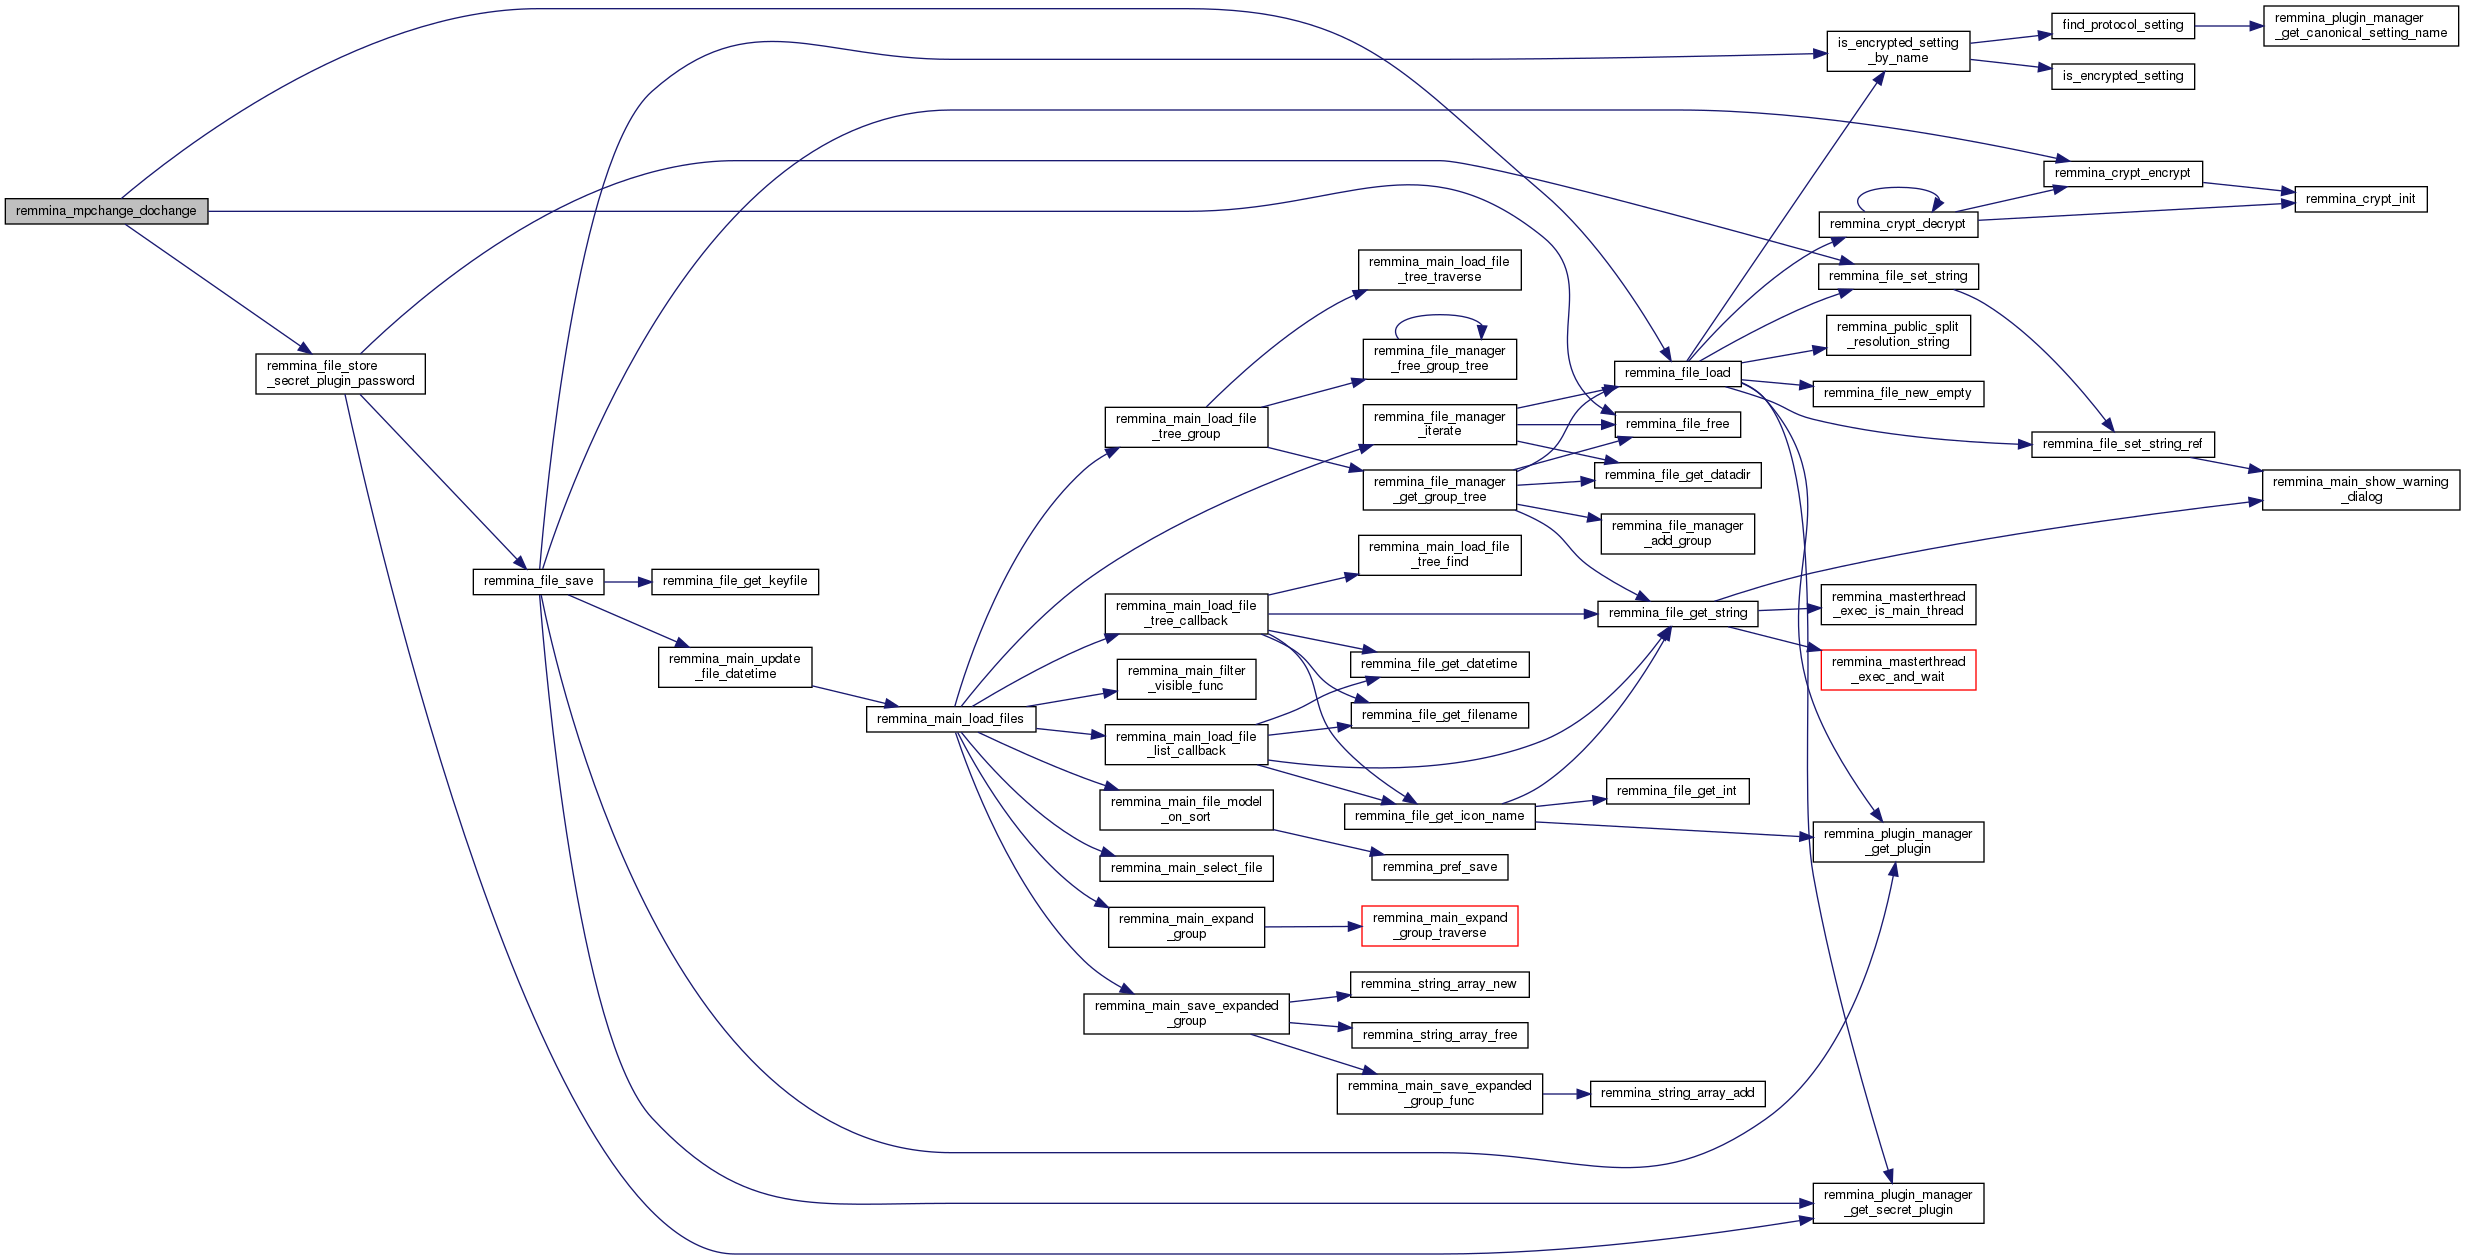 remmina_mpchange_dochange
remmina_file_store
_secret_plugin_password
remmina_file_save
remmina_file_get_keyfile
remmina_main_update
_file_datetime
remmina_main_load_files
remmina_main_load_file
_tree_group
remmina_main_load_file
_tree_callback
remmina_main_filter
_visible_func
remmina_main_load_file
_list_callback
remmina_main_file_model
_on_sort
remmina_main_select_file
remmina_main_expand
_group
remmina_main_save_expanded
_group
remmina_main_load_file
_tree_traverse
remmina_file_manager
_free_group_tree
remmina_file_manager
_iterate
remmina_file_manager
_get_group_tree
remmina_main_load_file
_tree_find
remmina_file_get_datetime
remmina_file_get_filename
remmina_file_get_icon_name
remmina_pref_save
remmina_main_expand
_group_traverse
remmina_string_array_new
remmina_string_array_free
remmina_main_save_expanded
_group_func
remmina_file_load
remmina_file_free
remmina_file_get_datadir
remmina_file_manager
_add_group
remmina_file_get_string
remmina_file_get_int
remmina_string_array_add
is_encrypted_setting
_by_name
remmina_crypt_decrypt
remmina_file_set_string
remmina_public_split
_resolution_string
remmina_file_new_empty
remmina_masterthread
_exec_is_main_thread
remmina_masterthread
_exec_and_wait
remmina_plugin_manager
_get_plugin
remmina_plugin_manager
_get_secret_plugin
find_protocol_setting
is_encrypted_setting
remmina_crypt_encrypt
remmina_file_set_string_ref
remmina_plugin_manager
_get_canonical_setting_name
remmina_crypt_init
remmina_main_show_warning
_dialog